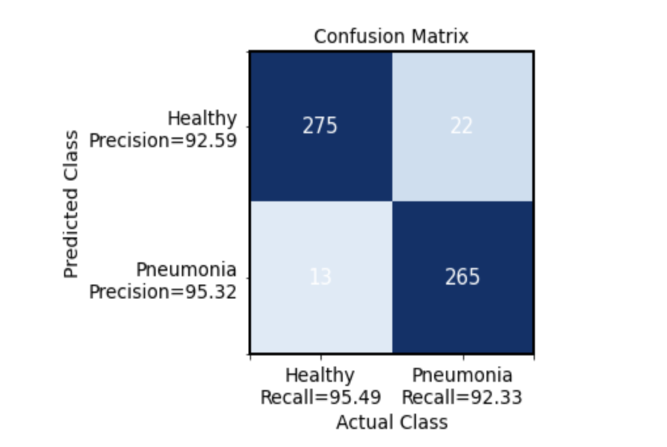 Confusion Matrix
Predicted Class
Healthy
Precision=92.59
275
22
Pneumonia
Precision=95.32
13
265
Healthy
Recall=95.49
Pneumonia
Recall=92.33
Actual Class